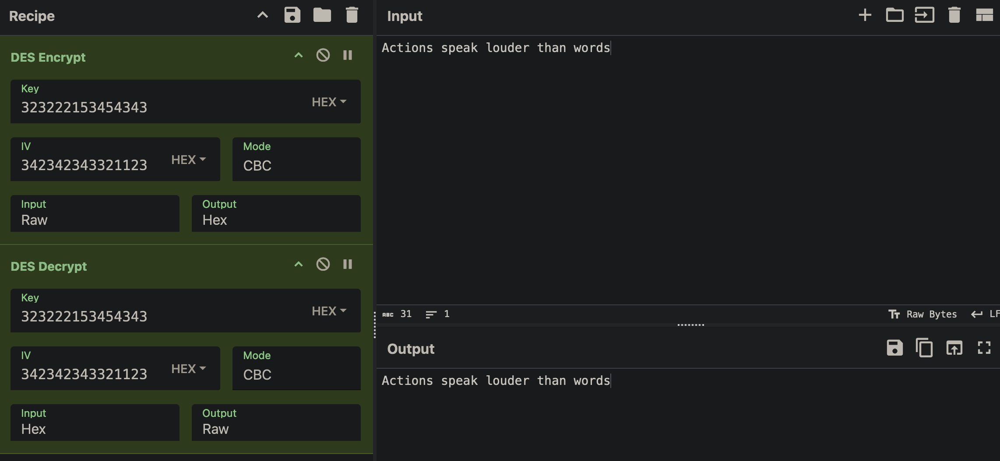 Recipe
DES Encrypt
Key
323222153454343
HEX
IV
342342343321123
HEX
Mode
CBC
Input
Raw
Output
Hex
DES Decrypt
Key
323222153454343
HEX
IV
342342343321123
HEX
Mode
CBC
Input
Hex
Output
Raw
Input
Actions speak louder than words
ABC 31 1
Tт Raw Bytes LF
Output
Actions speak louder than words